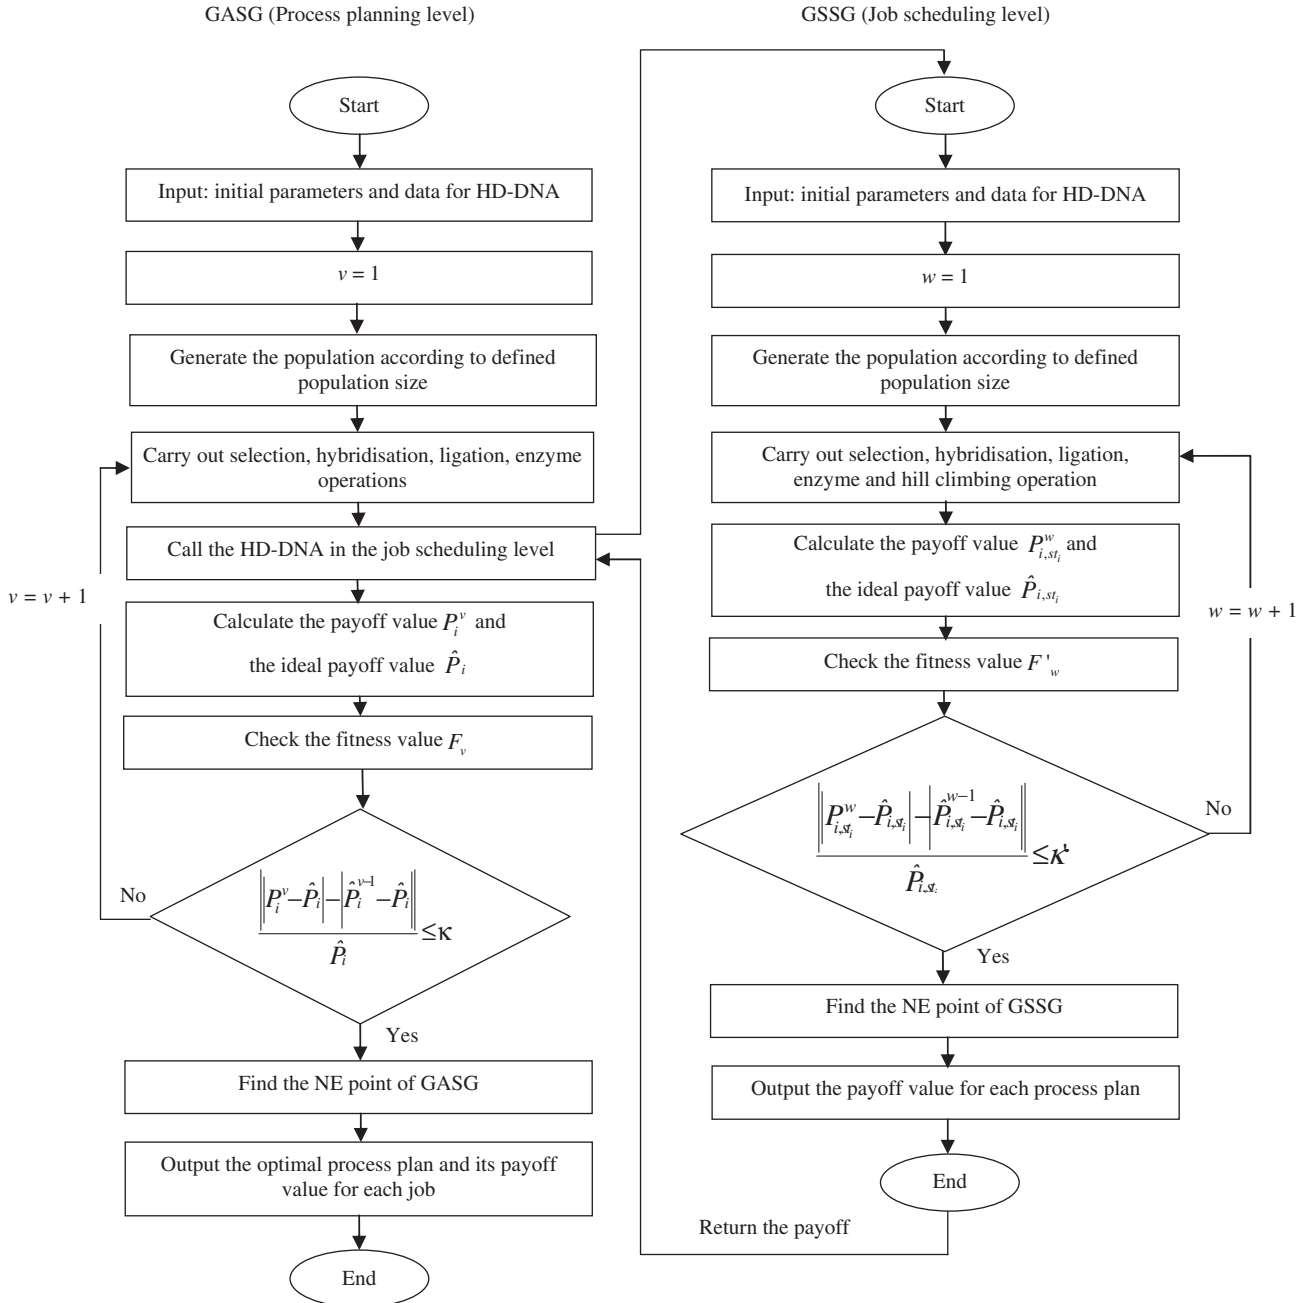 GASG (Process planning level)
Start
Input: initial parameters and data for HD-DNA
v = 1
Generate the population according to defined
population size
Carry out selection, hybridisation, ligation, enzyme
operations
Call the HD-DNA in the job scheduling level
v = v + 1
Calculate the payoff value P_i^v and
the ideal payoff value P̂_i
Check the fitness value F_v
No
||P_i^v − P̂_i| − |P̂_i^{v−1} − P̂_i|| / P̂_i ≤ κ
Yes
Find the NE point of GASG
Output the optimal process plan and its payoff
value for each job
End
GSSG (Job scheduling level)
Start
Input: initial parameters and data for HD-DNA
w = 1
Generate the population according to defined
population size
Carry out selection, hybridisation, ligation,
enzyme and hill climbing operation
Calculate the payoff value P_{i,st_i}^w and
the ideal payoff value P̂_{i,st_i}
w = w + 1
Check the fitness value F'_w
No
||P_{i,st_i}^w − P̂_{i,st_i}| − |P̂_{i,st_i}^{w−1} − P̂_{i,st_i}|| / P̂_{i,st_i} ≤ κ'
Yes
Find the NE point of GSSG
Output the payoff value for each process plan
End
Return the payoff